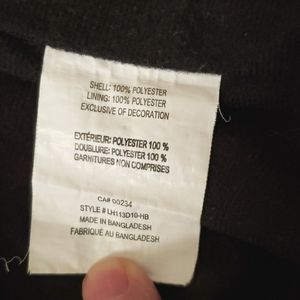 SHELL: 100% POLYESTER
LINING: 100% POLYESTER
EXCLUSIVE OF DECORATION
EXTÉRIEUR: POLYESTER 100 %
DOUBLURE: POLYESTER 100 %
GARNITURES NON COMPRISES
CA# 00234
STYLE # LH113D10-HB
MADE IN BANGLADESH
FABRIQUÉ AU BANGLADESH